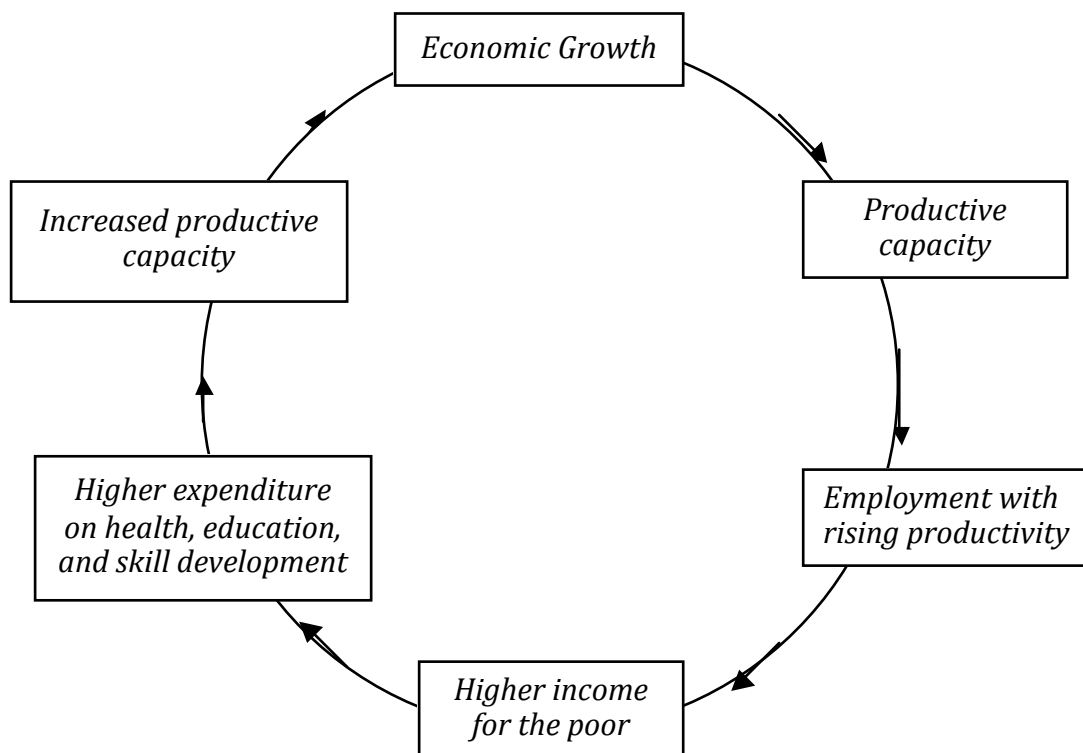 Economic Growth
Productive
capacity
Employment with
rising productivity
Higher income
for the poor
Higher expenditure
on health, education,
and skill development
Increased productive
capacity